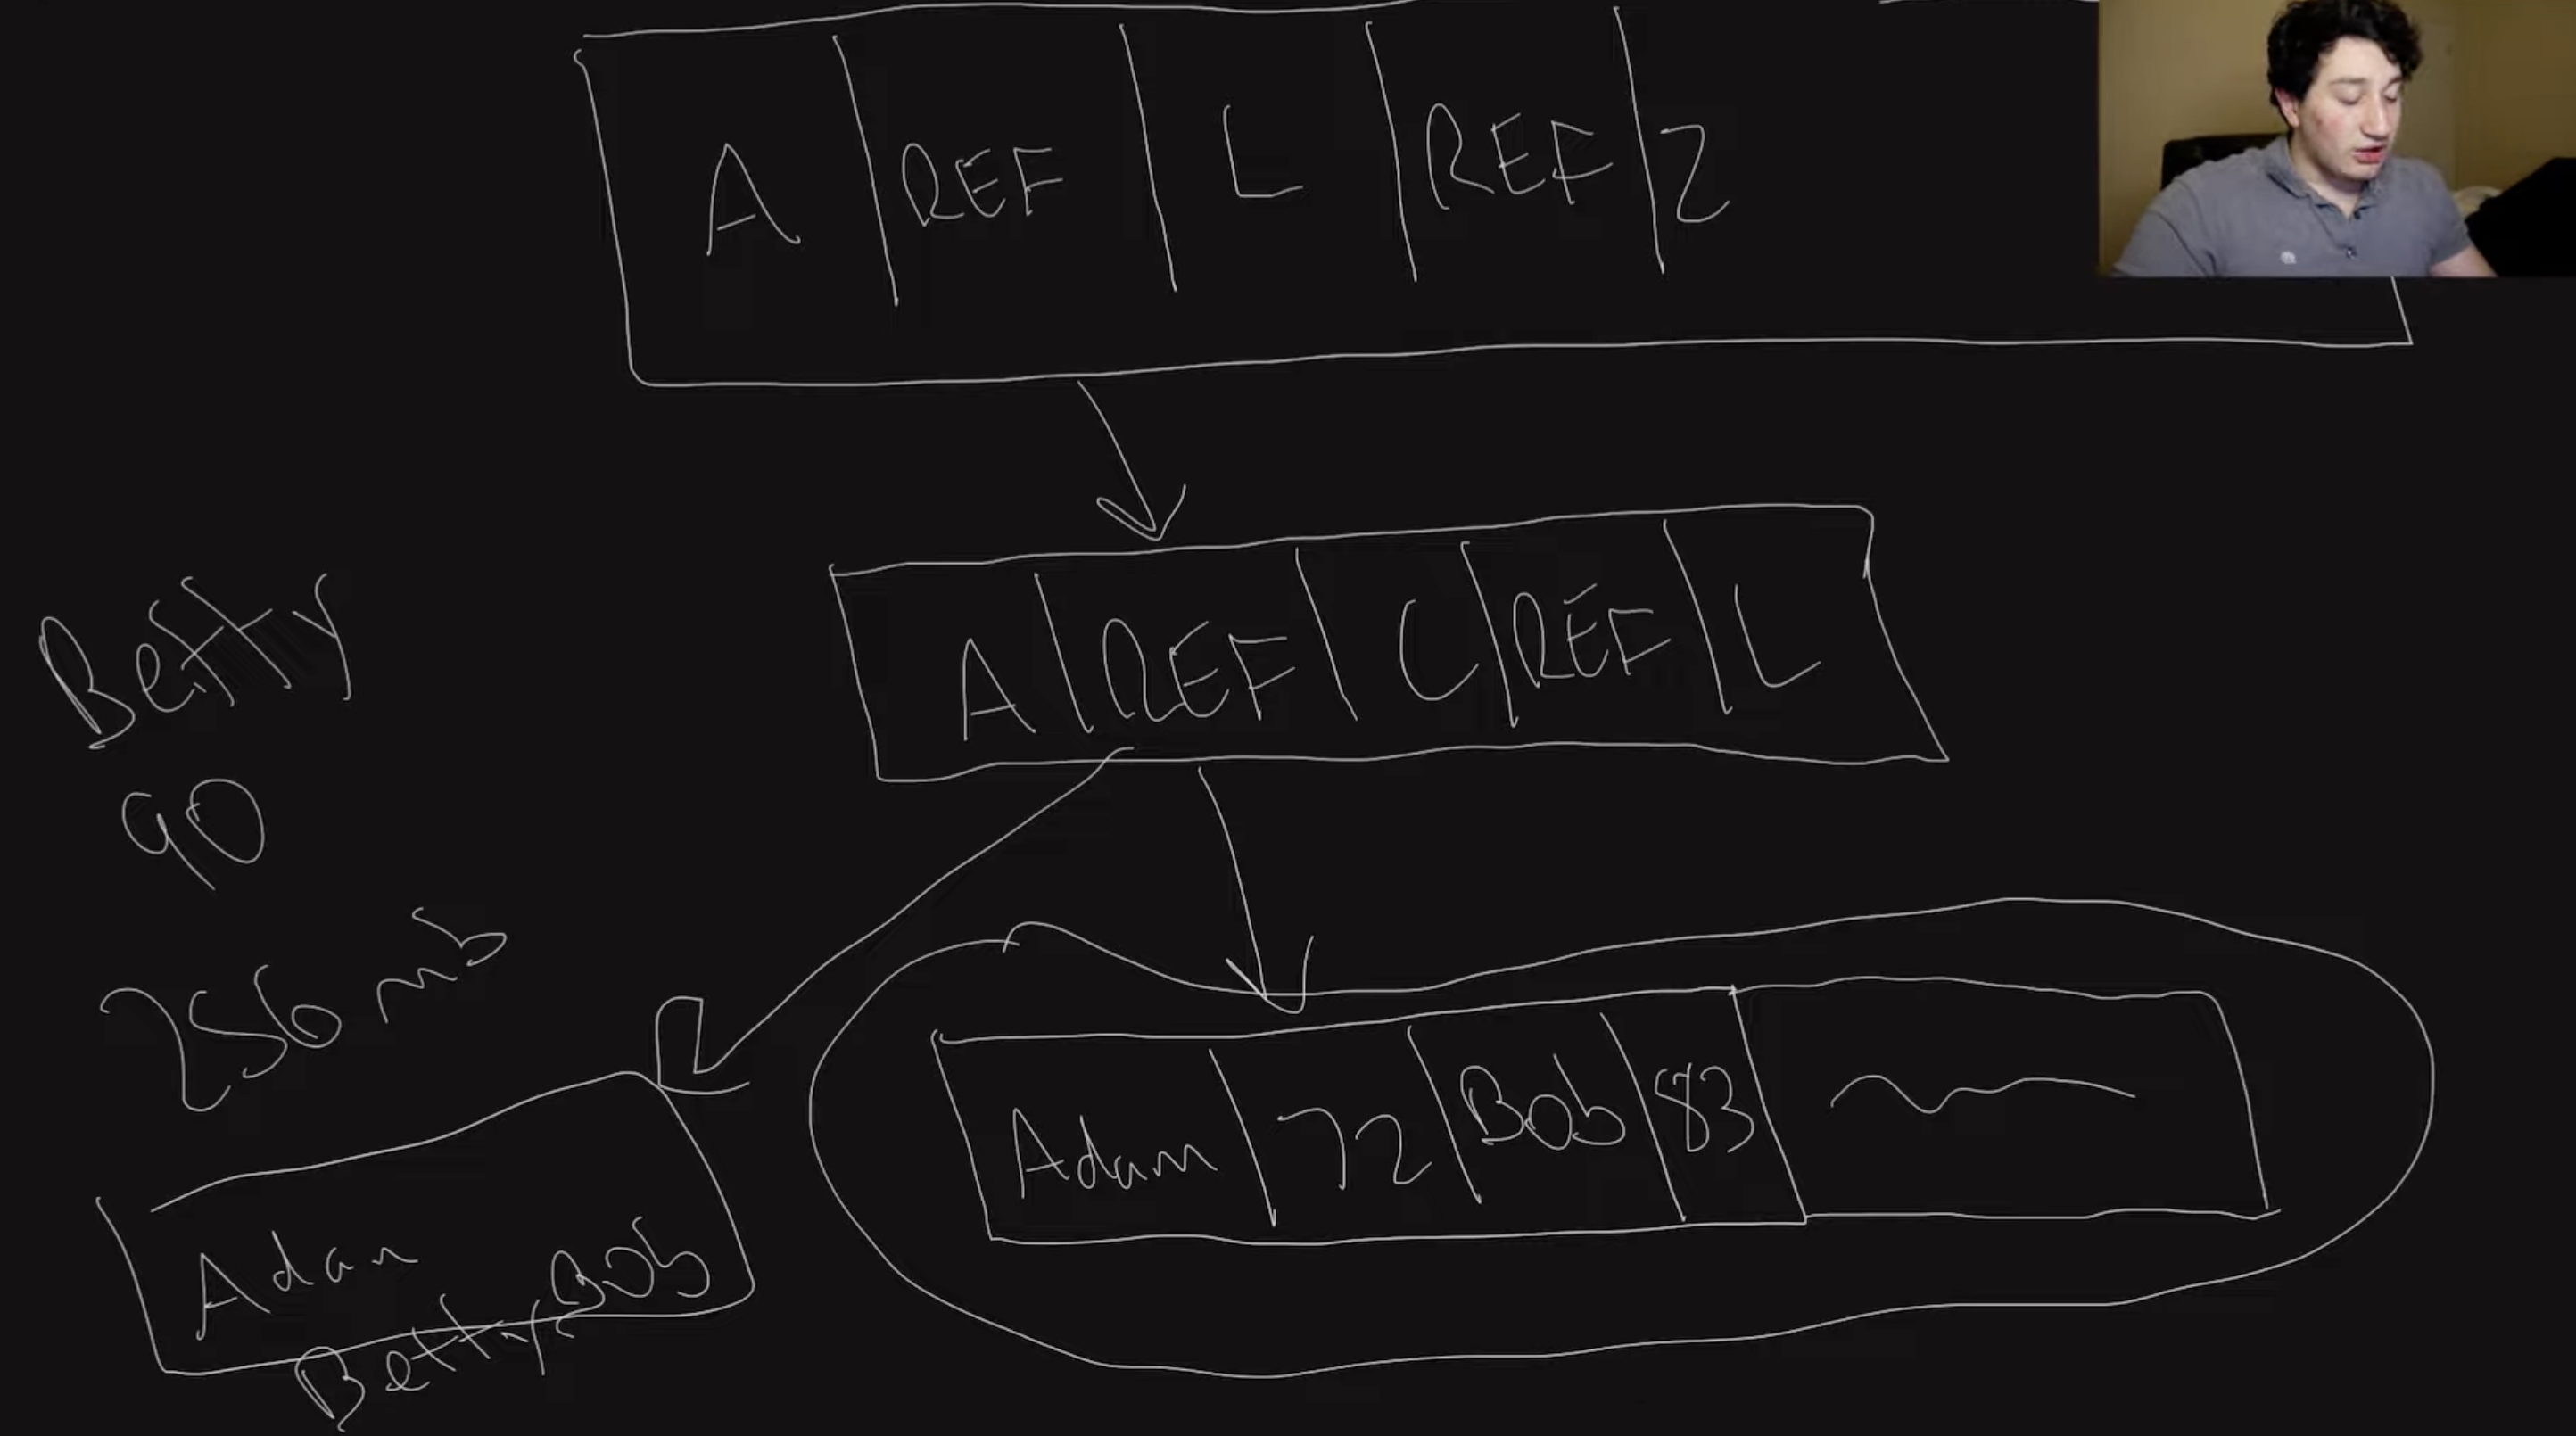 A REF L REF Z
A REF C REF L
Betty
90
256 mb
Adam 72 Bob 83
Adam
Betty Bob